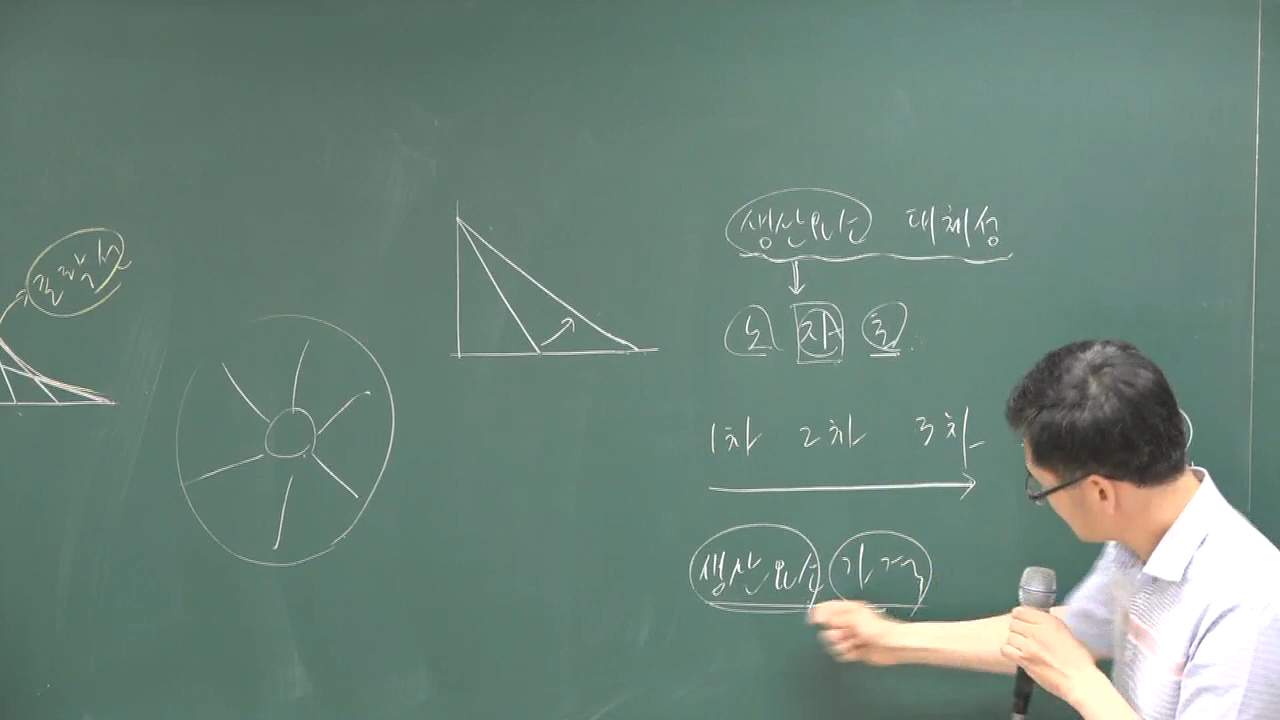 생산요소 대체성
노 자 토
1차 2차 3차
생산요소 가격